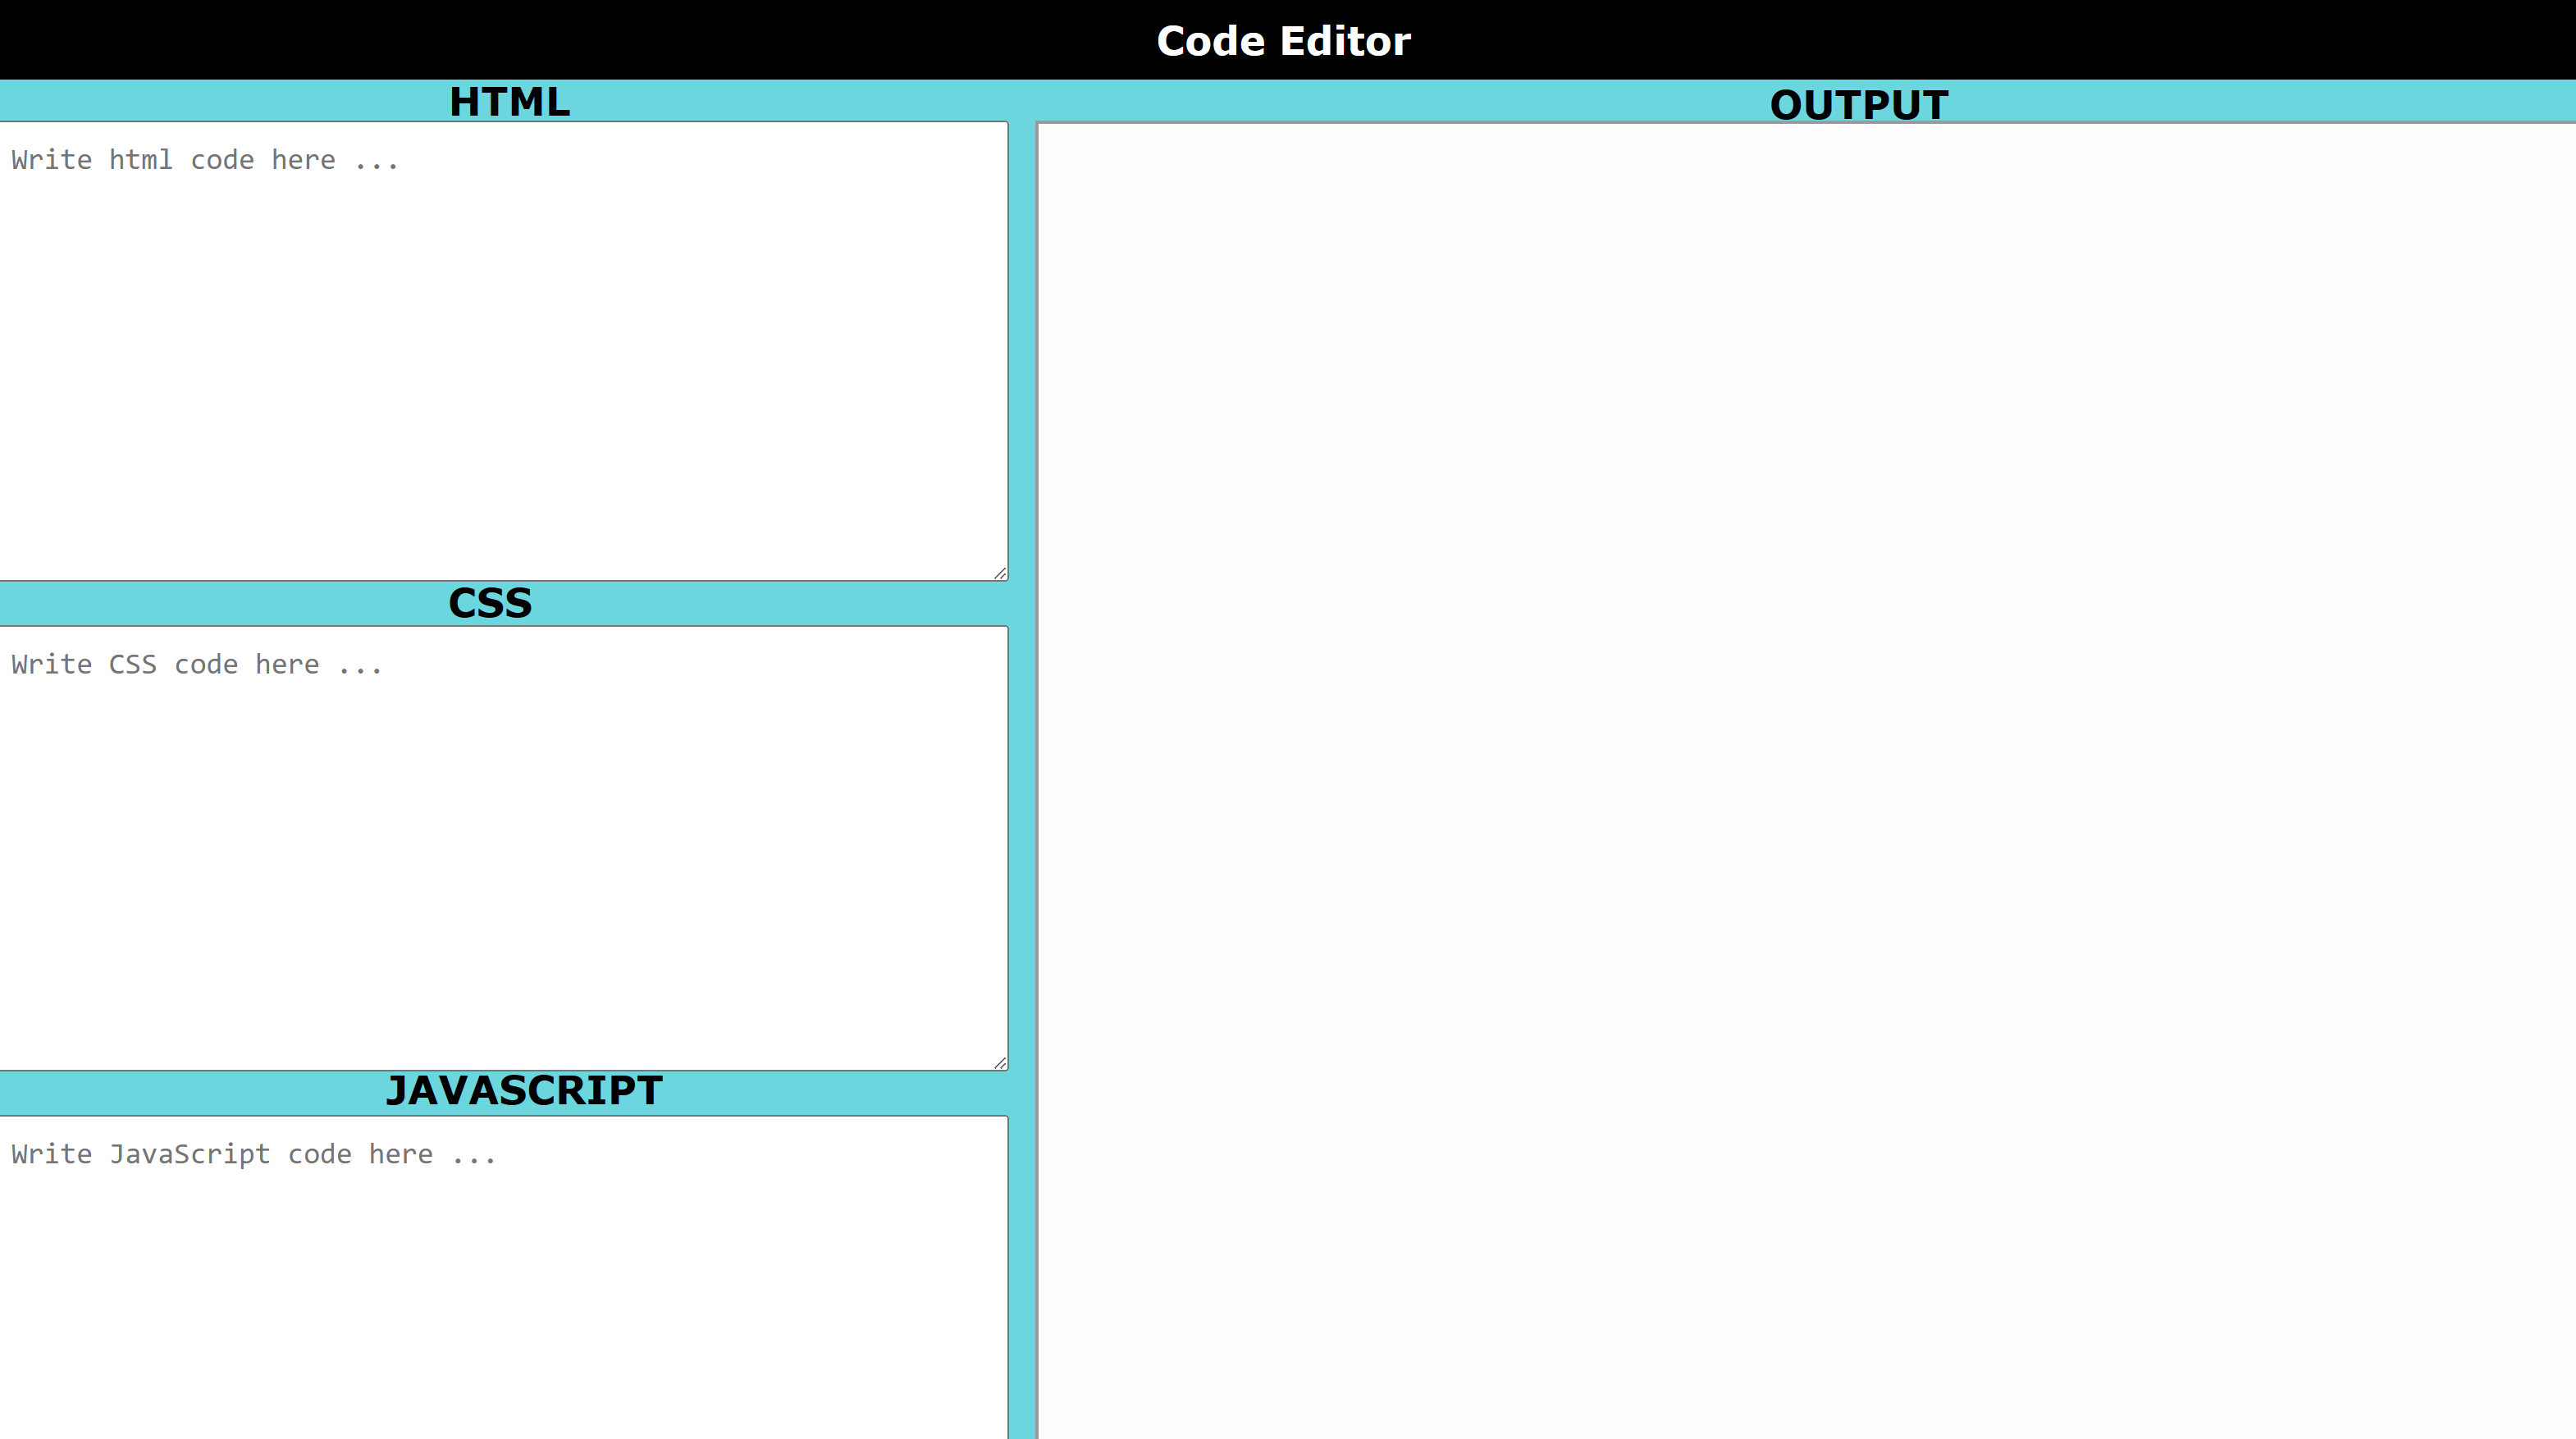 Code Editor
HTML
Write html code here ...
CSS
Write CSS code here ...
JAVASCRIPT
Write JavaScript code here ...
OUTPUT